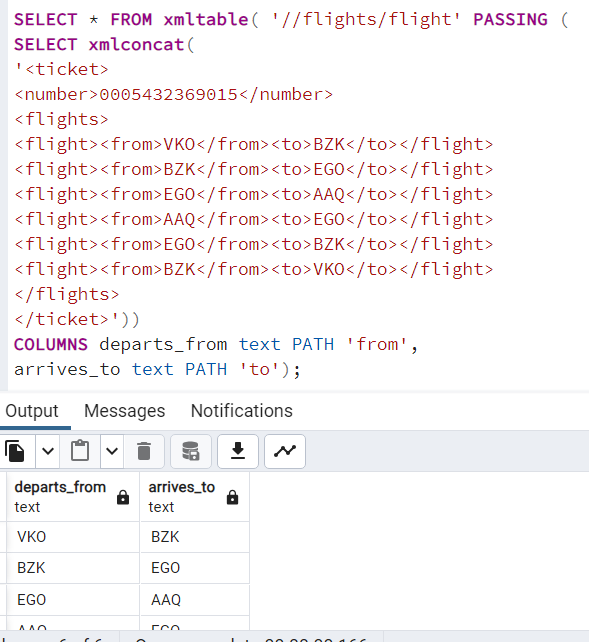 SELECT * FROM xmltable( '//flights/flight' PASSING (
SELECT xmlconcat(
'<ticket>
<number>0005432369015</number>
<flights>
<flight><from>VKO</from><to>BZK</to></flight>
<flight><from>BZK</from><to>EGO</to></flight>
<flight><from>EGO</from><to>AAQ</to></flight>
<flight><from>AAQ</from><to>EGO</to></flight>
<flight><from>EGO</from><to>BZK</to></flight>
<flight><from>BZK</from><to>VKO</to></flight>
</flights>
</ticket>'))
COLUMNS departs_from text PATH 'from',
arrives_to text PATH 'to');
Output Messages Notifications
departs_from arrives_to
text text
VKO BZK
BZK EGO
EGO AAQ
AAQ EGO